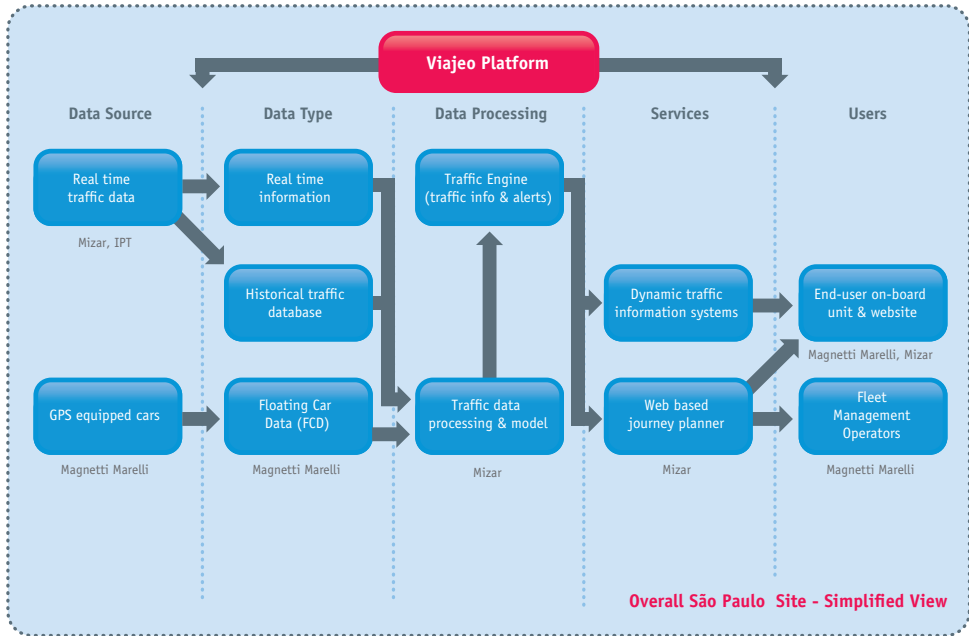 Viajeo Platform
Data Source
Data Type
Data Processing
Services
Users
Real time
traffic data
Mizar, IPT
Real time
information
Traffic Engine
(traffic info & alerts)
Historical traffic
database
Dynamic traffic
information systems
End-user on-board
unit & website
Magnetti Marelli, Mizar
GPS equipped cars
Magnetti Marelli
Floating Car
Data (FCD)
Magnetti Marelli
Traffic data
processing & model
Mizar
Web based
journey planner
Mizar
Fleet
Management
Operators
Magnetti Marelli
Overall São Paulo Site - Simplified View